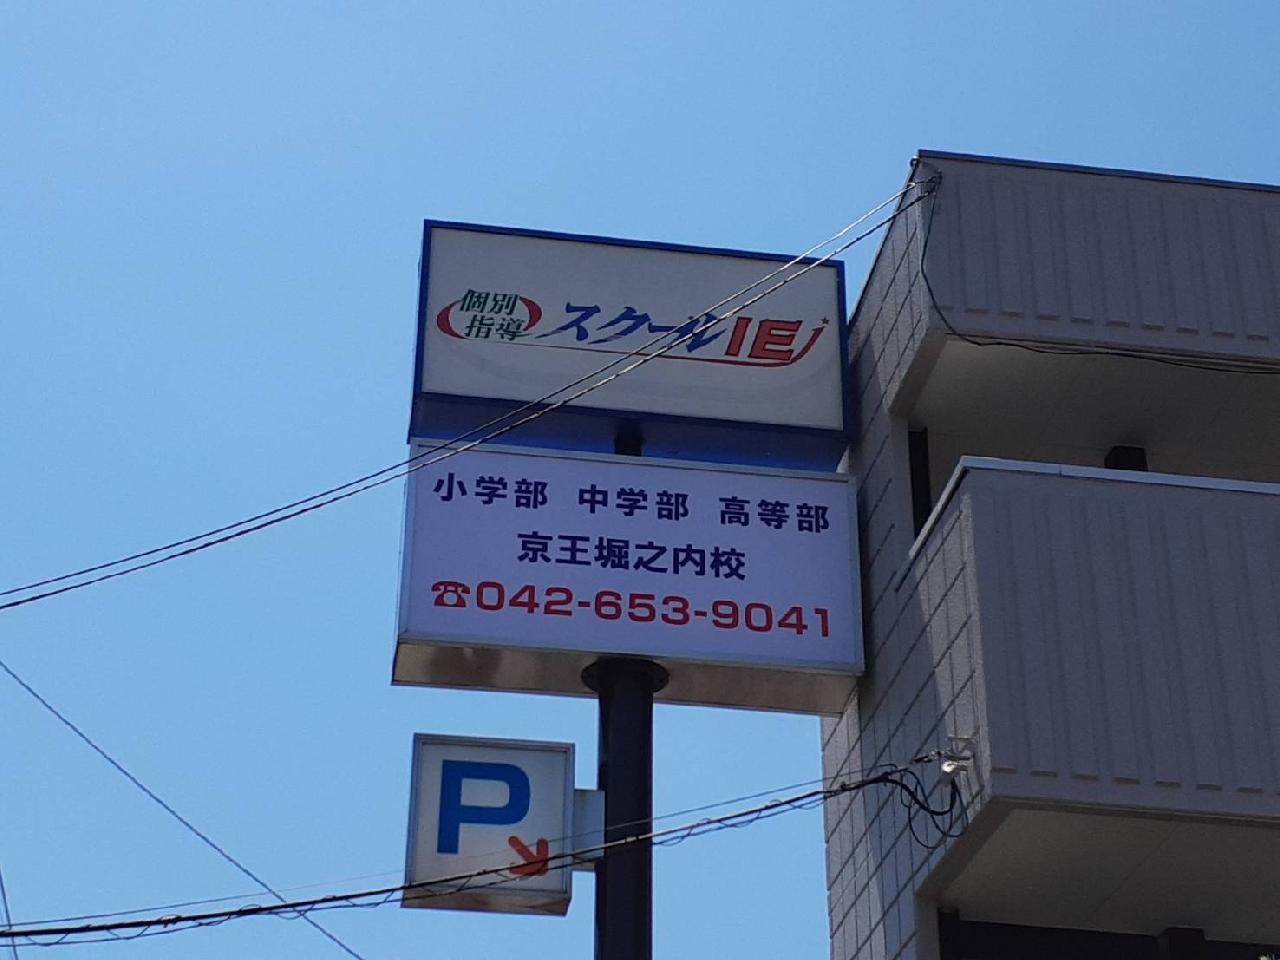 個別
指導
スクールIE
小学部 中学部 高等部
京王堀之内校
☎042-653-9041
P